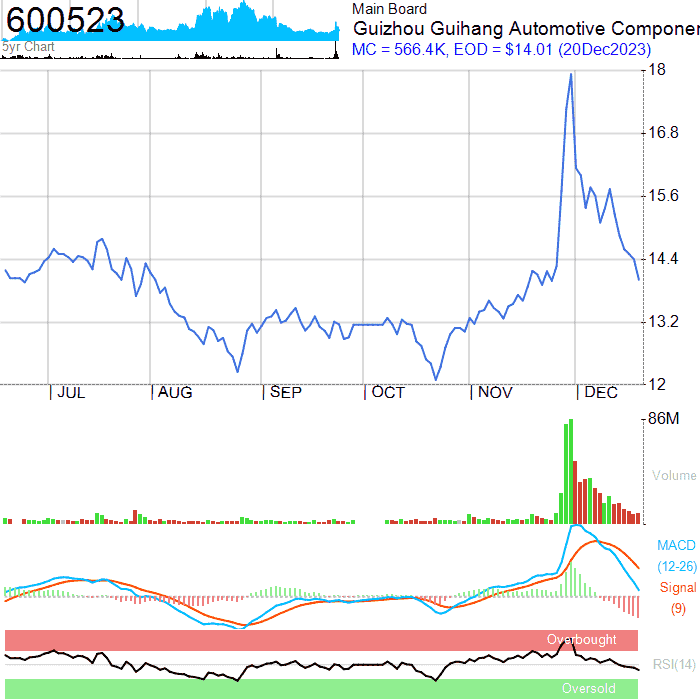 600523
5yr Chart
Main Board
Guizhou Guihang Automotive Componen
MC = 566.4K, EOD = $14.01 (20Dec2023)
18
16.8
15.6
14.4
13.2
12
JUL
AUG
SEP
OCT
NOV
DEC
86M
Volume
MACD
(12-26)
Signal
(9)
Overbought
RSI(14)
Oversold